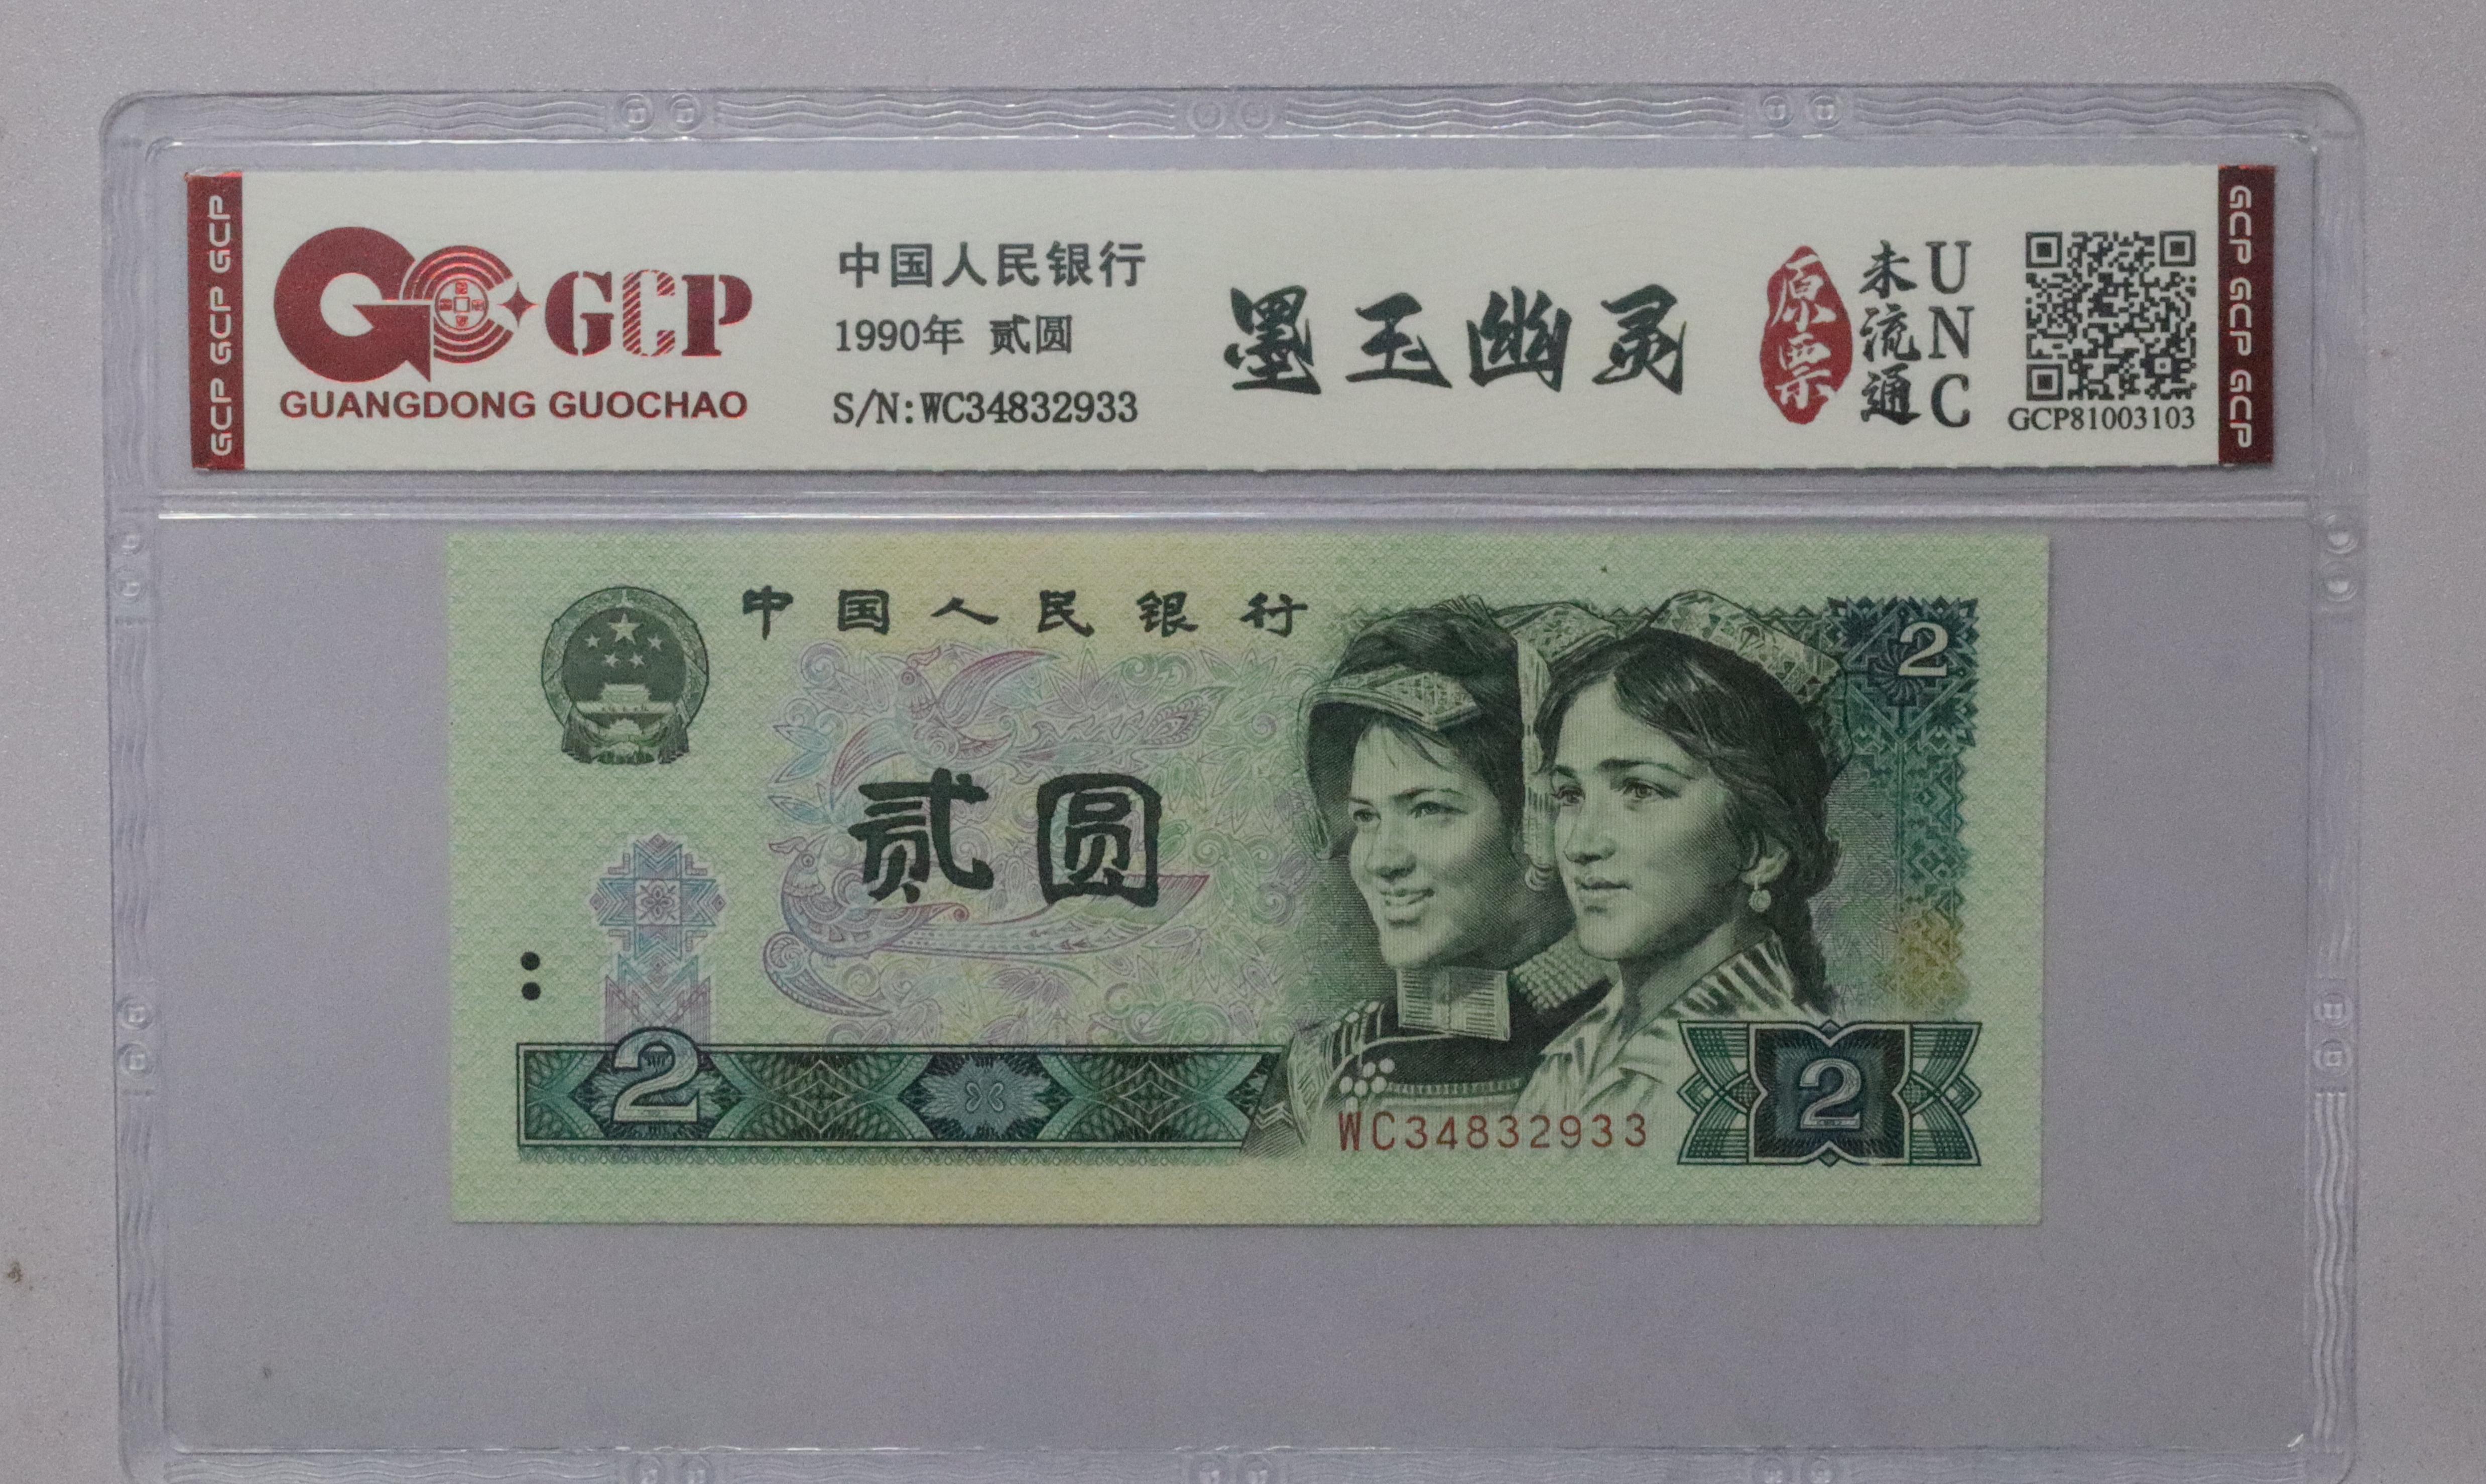 GCP GCP GCP
GCP
GUANGDONG GUOCHAO
中国人民银行
1990年 贰圆
S/N:WC34832933
墨玉幽灵
原票
未流通
UNC
GCP81003103
GCP GCP GCP
中国人民银行
2
贰圆
2
WC34832933
2